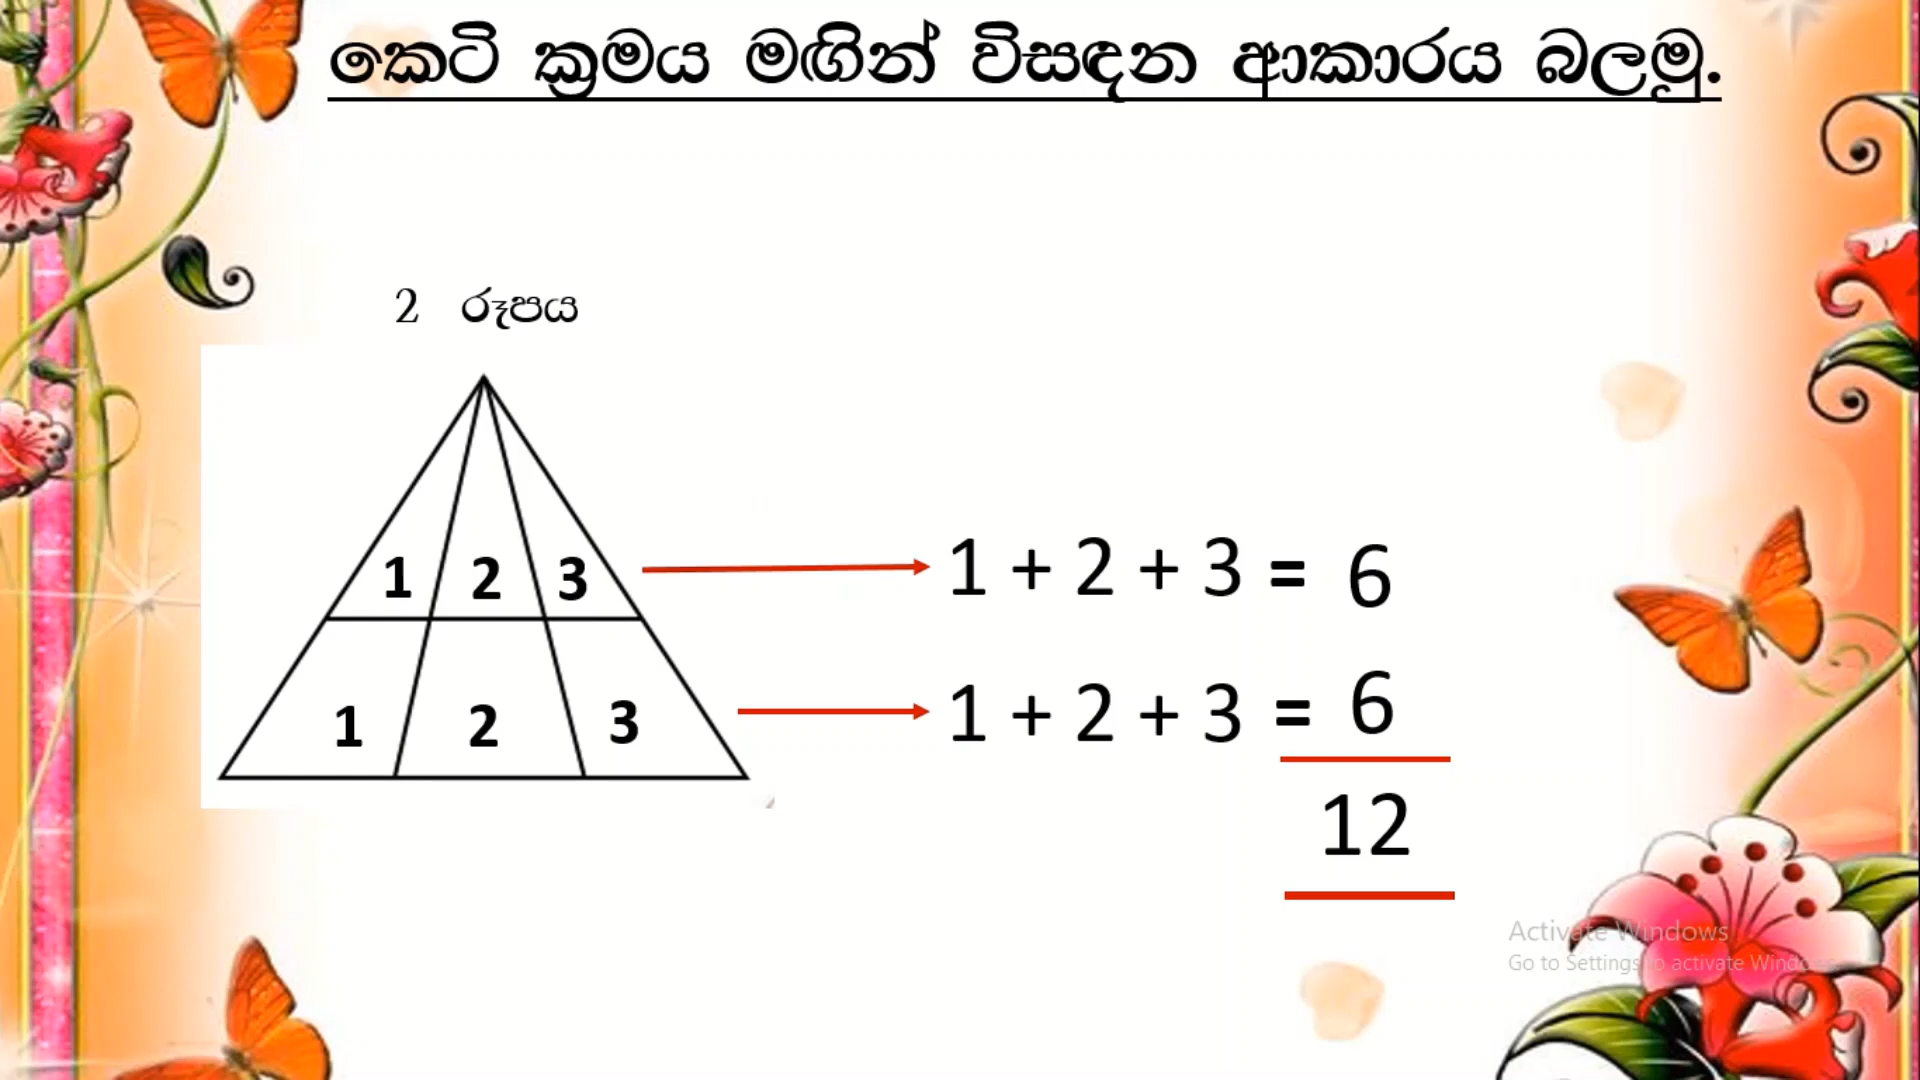 කෙටි ක්‍රමය මඟින් විසඳන ආකාරය බලමු.
2 රූපය
1 2 3 1 + 2 + 3 = 6
1 2 3 1 + 2 + 3 = 6
12
Activate Windows
Go to Settings to activate Windows